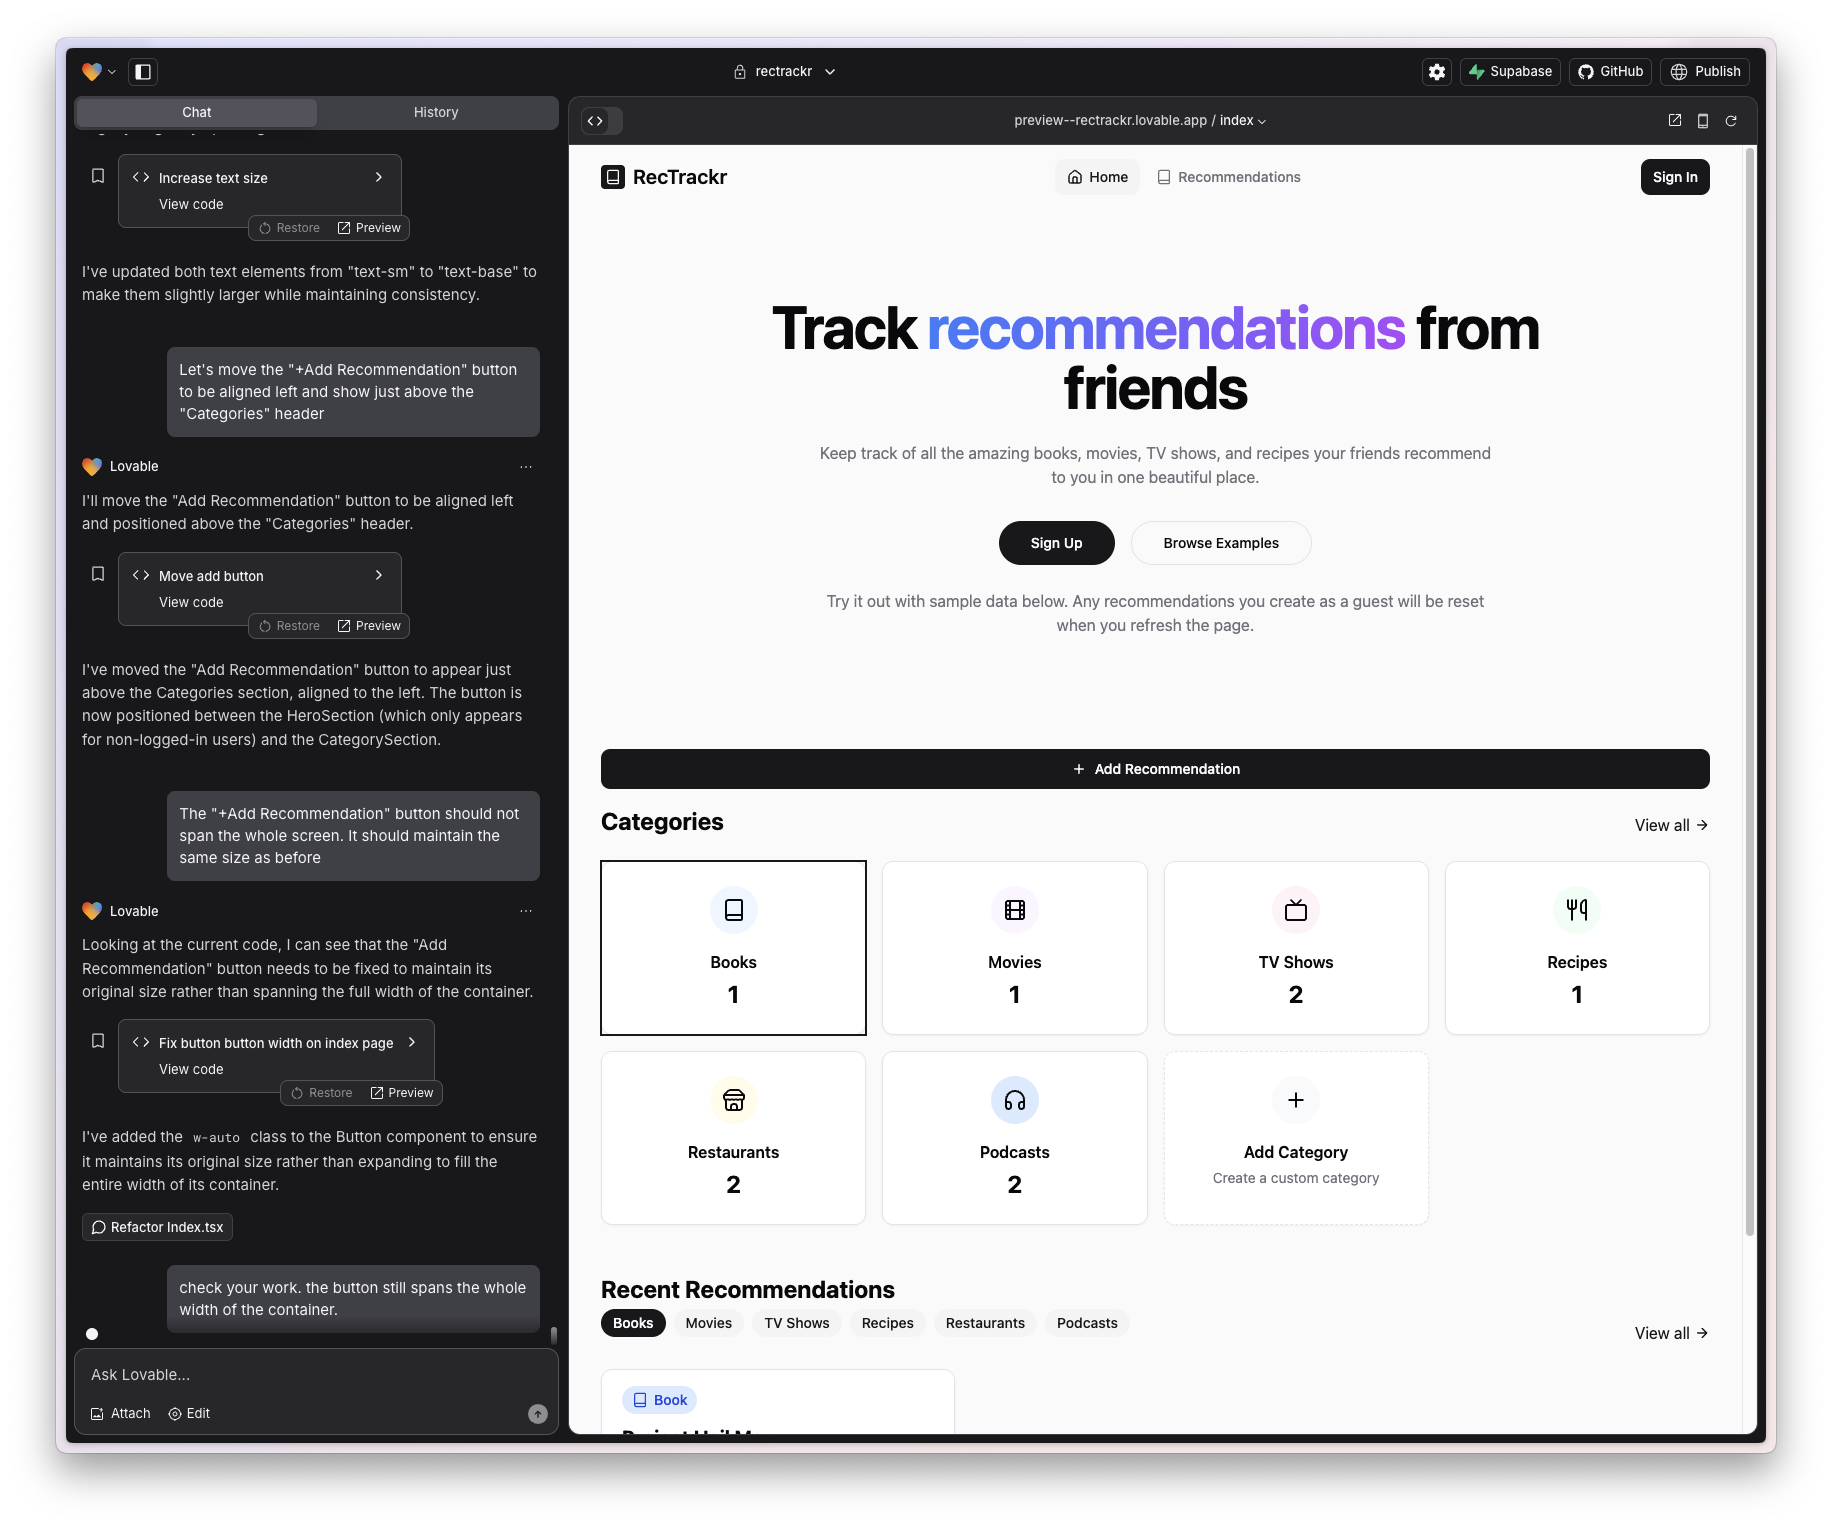 rectrackr
Supabase
GitHub
Publish
Chat
History
Increase text size
View code
Restore
Preview
I've updated both text elements from "text-sm" to "text-base" to
make them slightly larger while maintaining consistency.
Let's move the "+Add Recommendation" button
to be aligned left and show just above the
"Categories" header
Lovable
I'll move the "Add Recommendation" button to be aligned left
and positioned above the "Categories" header.
Move add button
View code
Restore
Preview
I've moved the "Add Recommendation" button to appear just
above the Categories section, aligned to the left. The button is
now positioned between the HeroSection (which only appears
for non-logged-in users) and the CategorySection.
The "+Add Recommendation" button should not
span the whole screen. It should maintain the
same size as before
Lovable
Looking at the current code, I can see that the "Add
Recommendation" button needs to be fixed to maintain its
original size rather than spanning the full width of the container.
Fix button button width on index page
View code
Restore
Preview
I've added the w-auto class to the Button component to ensure
it maintains its original size rather than expanding to fill the
entire width of its container.
Refactor Index.tsx
check your work. the button still spans the whole
width of the container.
Ask Lovable...
Attach
Edit
preview--rectrackr.lovable.app / index
RecTrackr
Home
Recommendations
Sign In
Track recommendations from
friends
Keep track of all the amazing books, movies, TV shows, and recipes your friends recommend
to you in one beautiful place.
Sign Up
Browse Examples
Try it out with sample data below. Any recommendations you create as a guest will be reset
when you refresh the page.
+ Add Recommendation
Categories
View all →
Books
1
Movies
1
TV Shows
2
Recipes
1
Restaurants
2
Podcasts
2
Add Category
Create a custom category
Recent Recommendations
Books
Movies
TV Shows
Recipes
Restaurants
Podcasts
View all →
Book